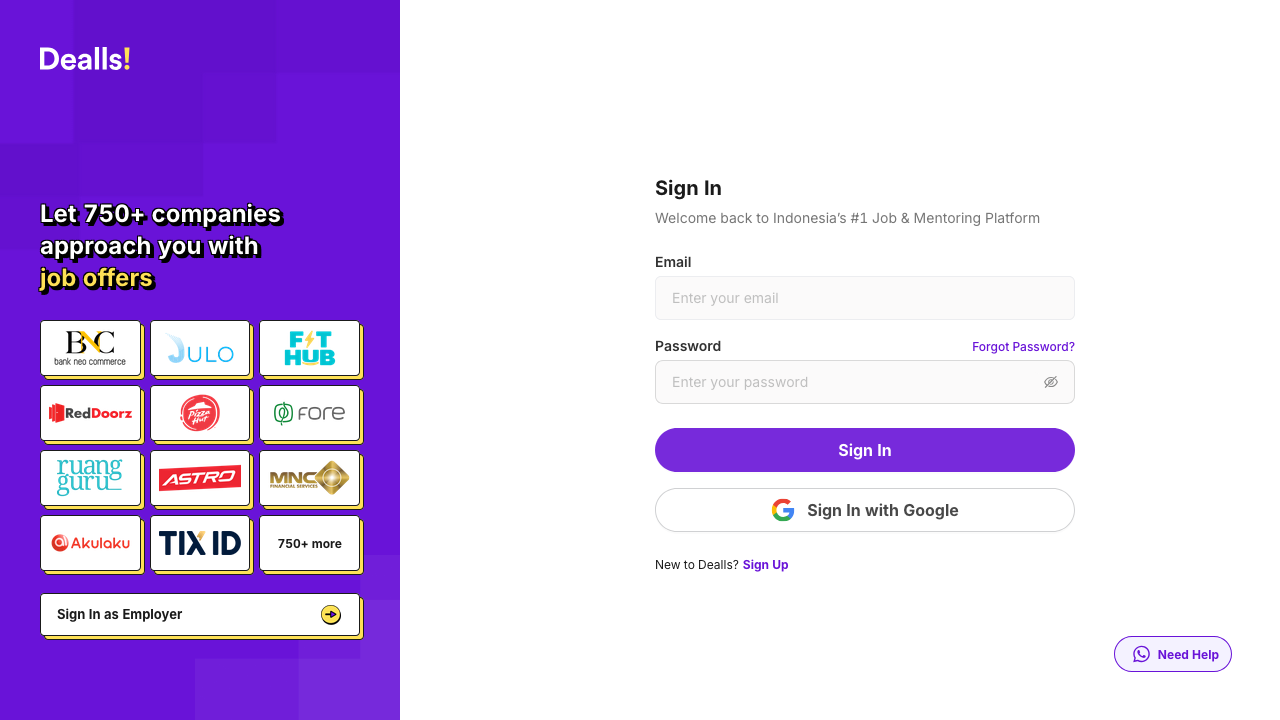 Dealls!
Let 750+ companies
approach you with
job offers
BNC
bank neo commerce
JULO
FIT
HUB
RedDoorz
Pizza
Hut
fore
ruang
guru
ASTRO
MNC
FINANCIAL SERVICES
Akulaku
TIX ID
750+ more
Sign In as Employer
Sign In
Welcome back to Indonesia’s #1 Job & Mentoring Platform
Email
Enter your email
Password
Forgot Password?
Enter your password
Sign In
Sign In with Google
New to Dealls? Sign Up
Need Help